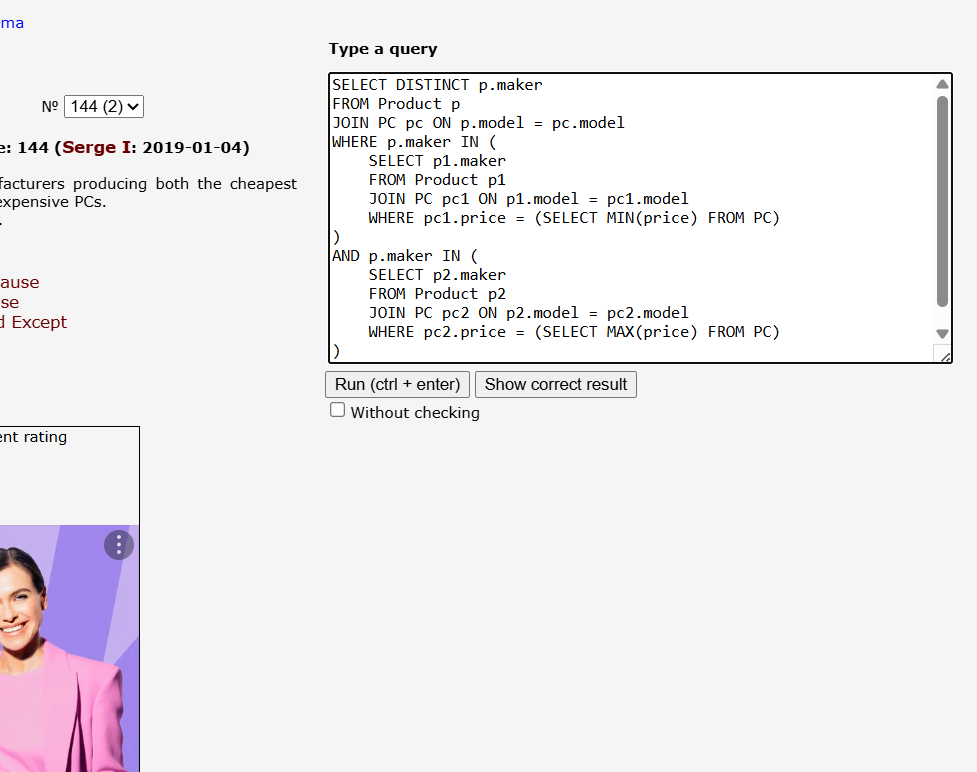 ma
Type a query
Nº 144 (2)
e: 144 (Serge I: 2019-01-04)
facturers producing both the cheapest
expensive PCs.
.
ause
se
d Except
SELECT DISTINCT p.maker
FROM Product p
JOIN PC pc ON p.model = pc.model
WHERE p.maker IN (
    SELECT p1.maker
    FROM Product p1
    JOIN PC pc1 ON p1.model = pc1.model
    WHERE pc1.price = (SELECT MIN(price) FROM PC)
)
AND p.maker IN (
    SELECT p2.maker
    FROM Product p2
    JOIN PC pc2 ON p2.model = pc2.model
    WHERE pc2.price = (SELECT MAX(price) FROM PC)
)
Run (ctrl + enter) Show correct result
Without checking
ent rating